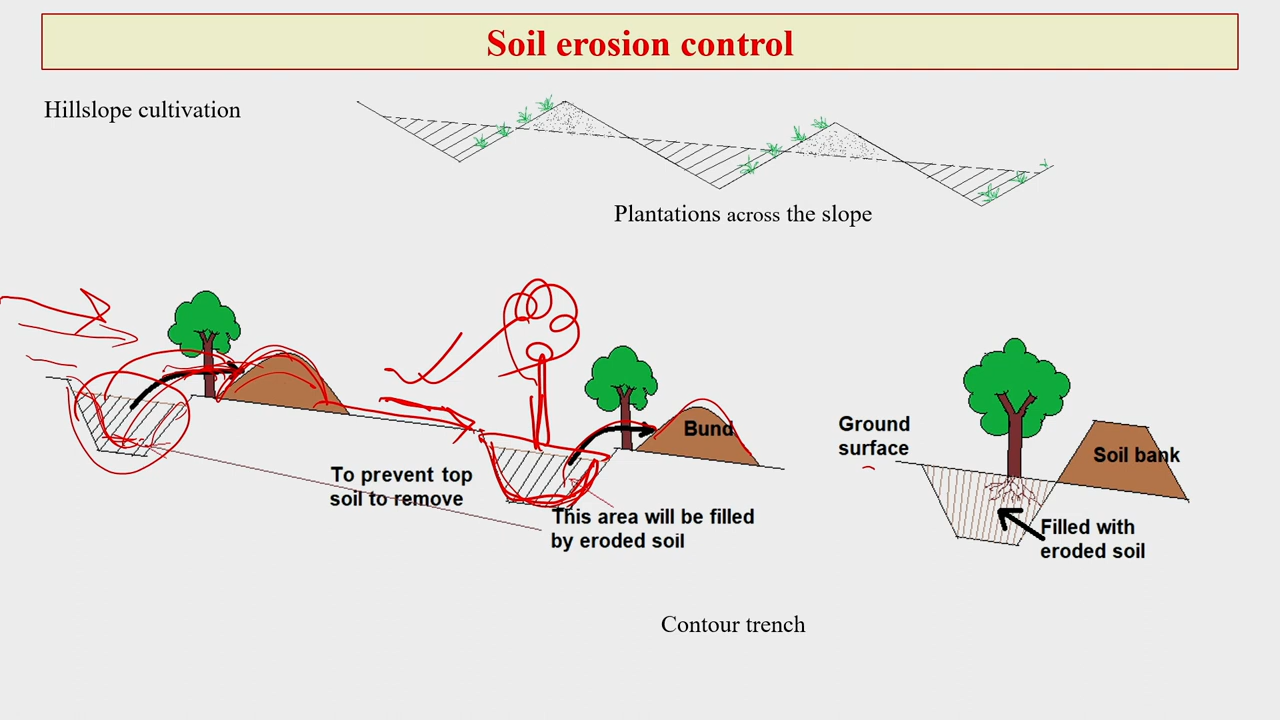 Soil erosion control
Hillslope cultivation
Plantations across the slope
Bund
To prevent top
soil to remove
This area will be filled
by eroded soil
Ground
surface
Soil bank
Filled with
eroded soil
Contour trench